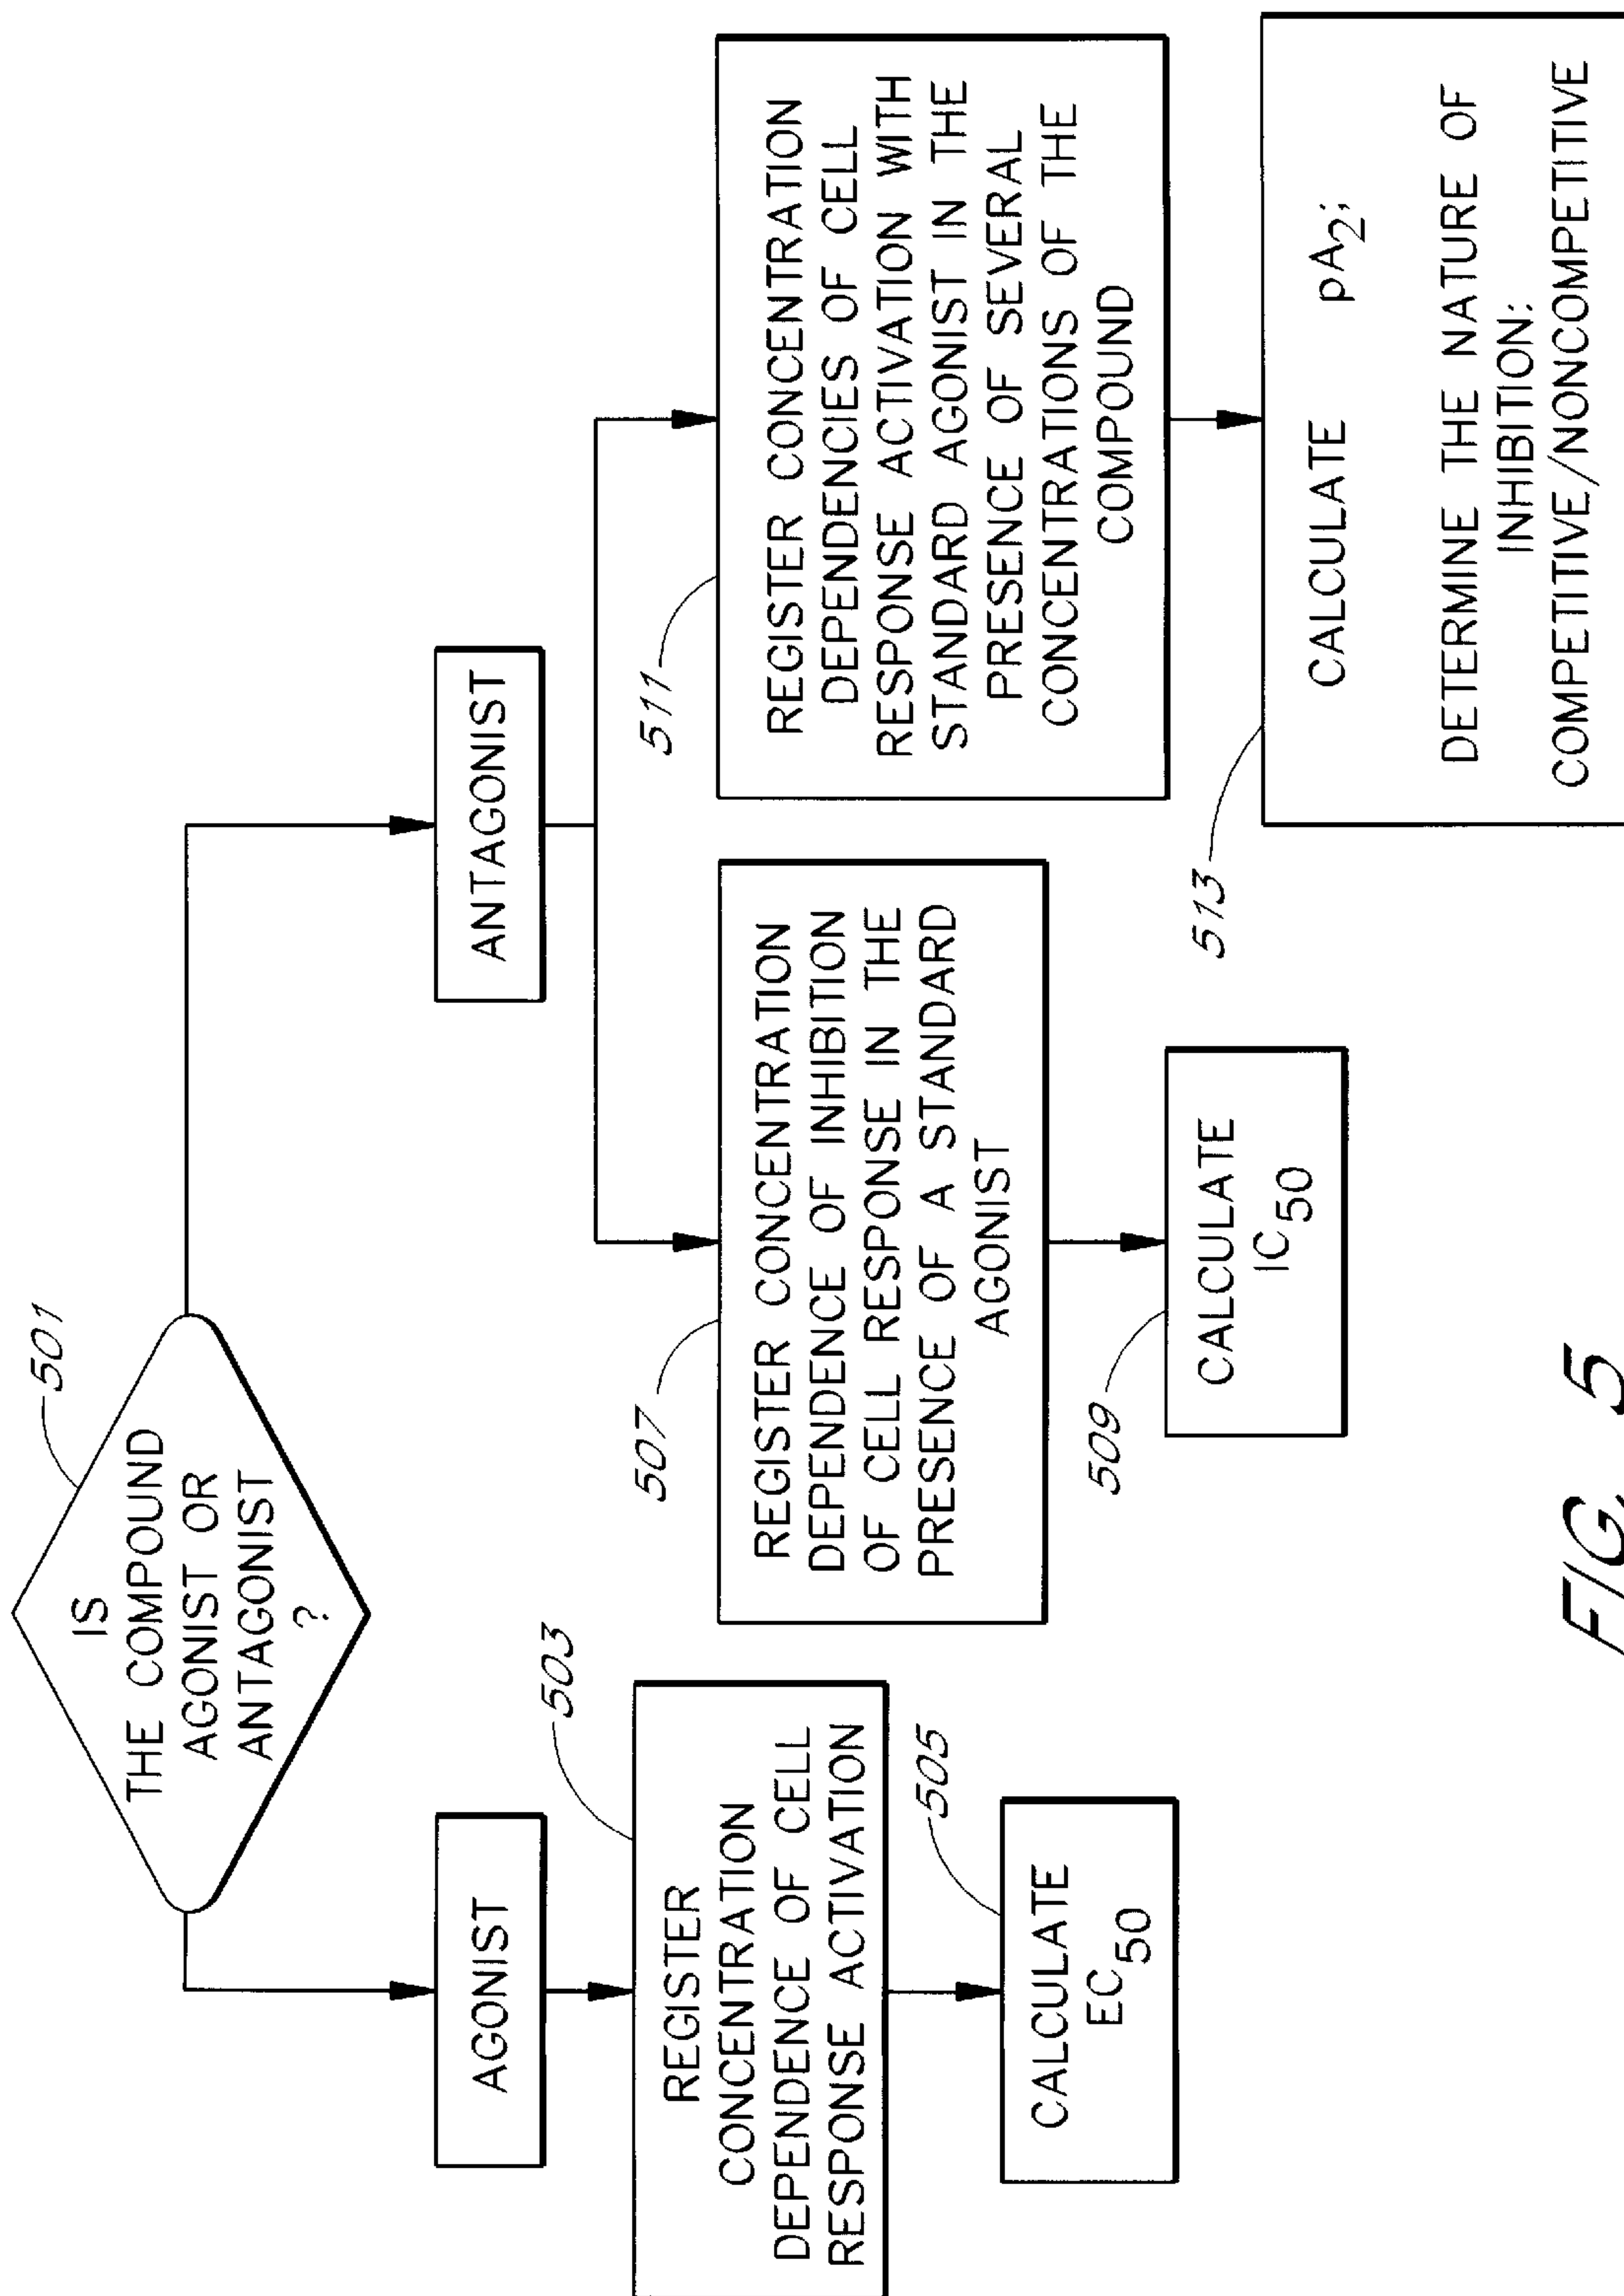 501
IS
THE COMPOUND
AGONIST OR
ANTAGONIST
?
AGONIST
ANTAGONIST
503
REGISTER
CONCENTRATION
DEPENDENCE OF CELL
RESPONSE ACTIVATION
505
CALCULATE
EC50
507
REGISTER CONCENTRATION
DEPENDENCE OF INHIBITION
OF CELL RESPONSE IN THE
PRESENCE OF A STANDARD
AGONIST
509
CALCULATE
IC50
511
REGISTER CONCENTRATION
DEPENDENCIES OF CELL
RESPONSE ACTIVATION WITH
STANDARD AGONIST IN THE
PRESENCE OF SEVERAL
CONCENTRATIONS OF THE
COMPOUND
513
CALCULATE pA2;
DETERMINE THE NATURE OF
INHIBITION:
COMPETITIVE/NONCOMPETITIVE
FIG. 5